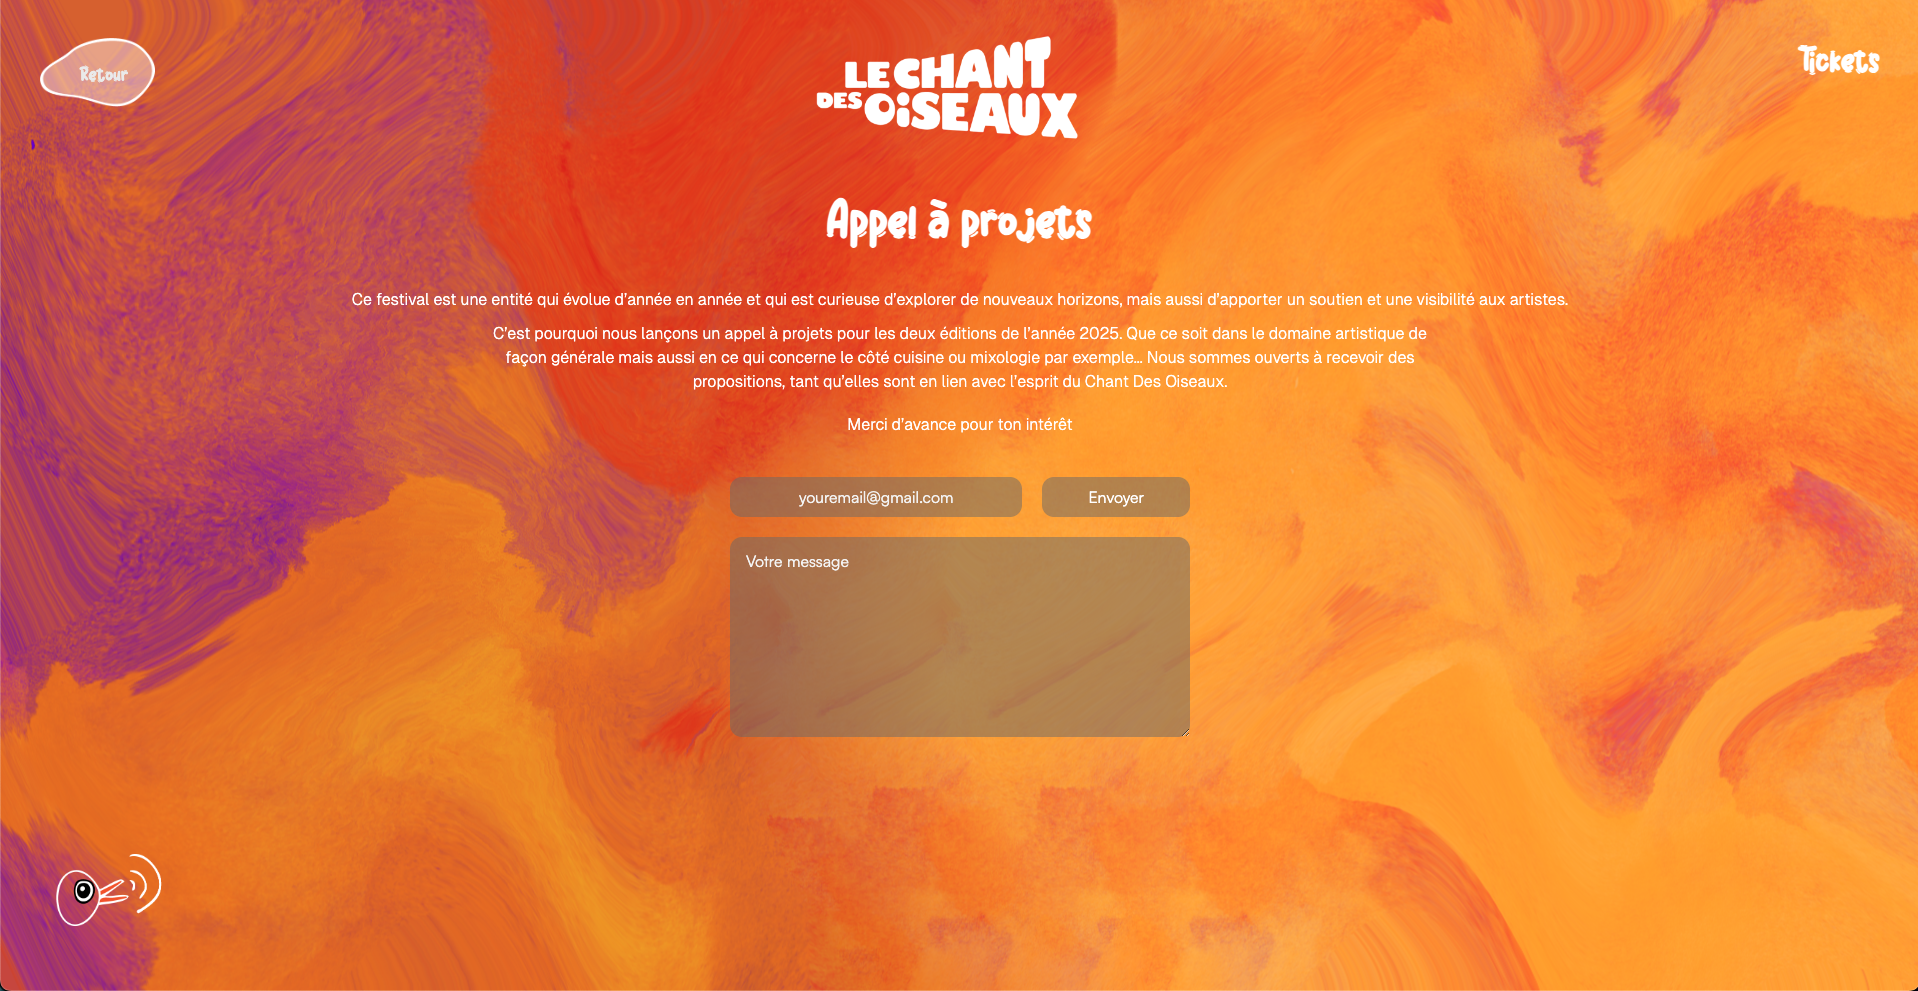 Retour
LE CHANT
DES OiSEAUX
Tickets
Appel à projets
Ce festival est une entité qui évolue d'année en année et qui est curieuse d'explorer de nouveaux horizons, mais aussi d'apporter un soutien et une visibilité aux artistes.
C'est pourquoi nous lançons un appel à projets pour les deux éditions de l'année 2025. Que ce soit dans le domaine artistique de
façon générale mais aussi en ce qui concerne le côté cuisine ou mixologie par exemple... Nous sommes ouverts à recevoir des
propositions, tant qu'elles sont en lien avec l'esprit du Chant Des Oiseaux.
Merci d'avance pour ton intérêt
youremail@gmail.com
Envoyer
Votre message